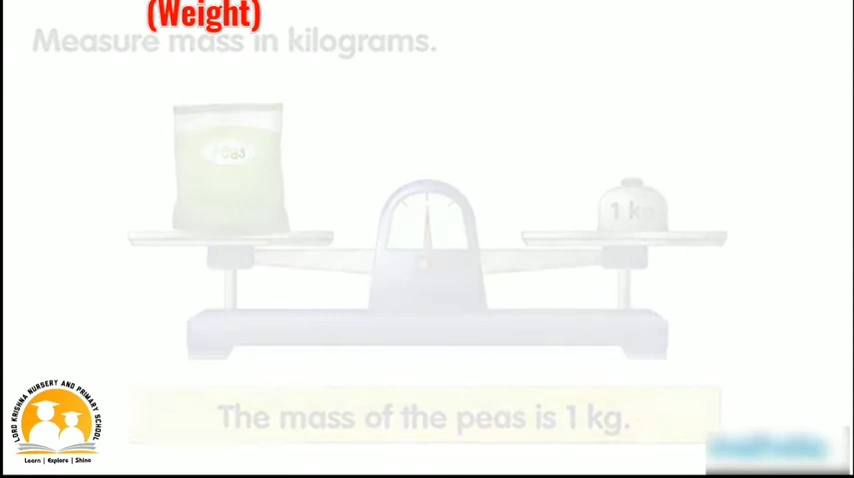 (Weight)
Measure mass in kilograms.
1 kg
The mass of the peas is 1 kg.
LORD KRISHNA NURSERY AND PRIMARY SCHOOL
Learn | Explore | Shine